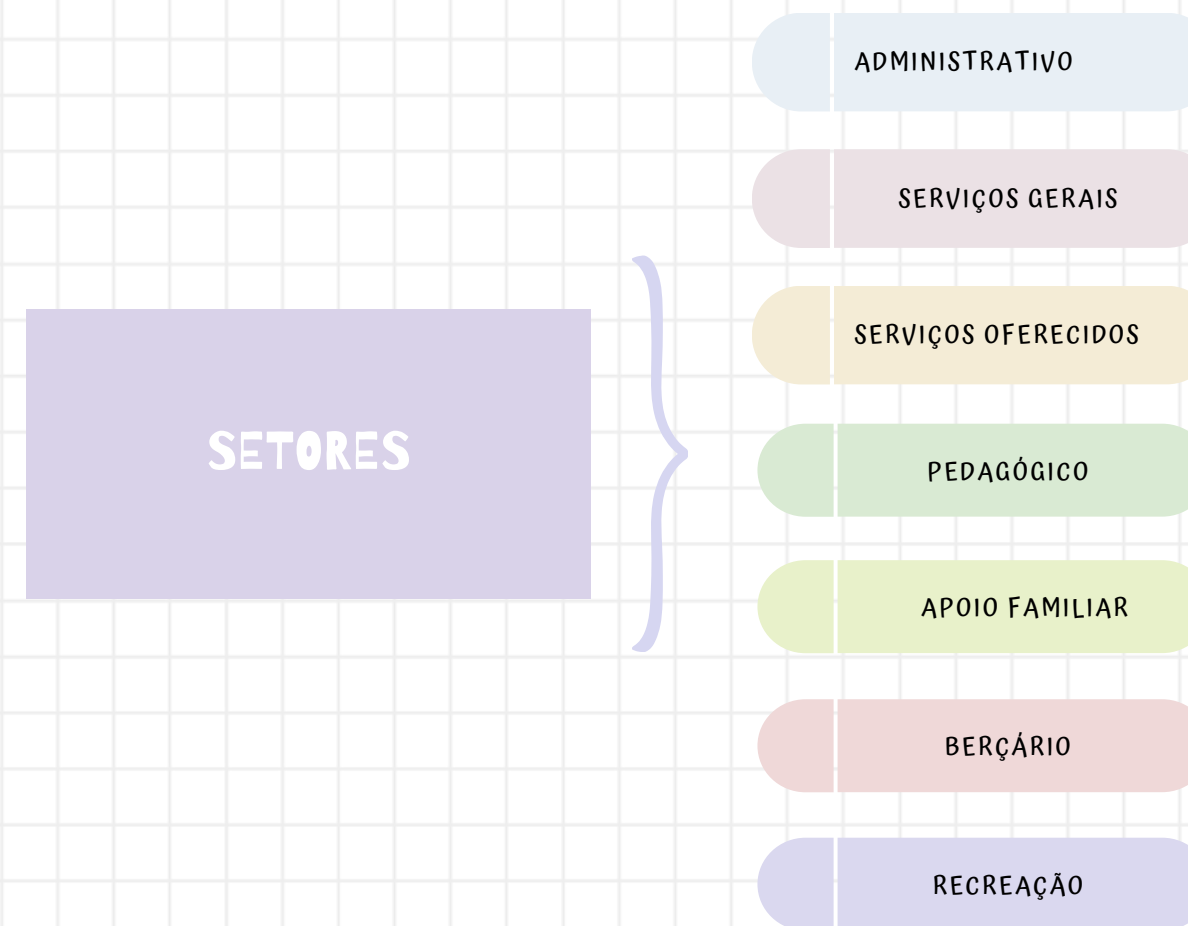 SETORES
ADMINISTRATIVO
SERVIÇOS GERAIS
SERVIÇOS OFERECIDOS
PEDAGÓGICO
APOIO FAMILIAR
BERÇÁRIO
RECREAÇÃO